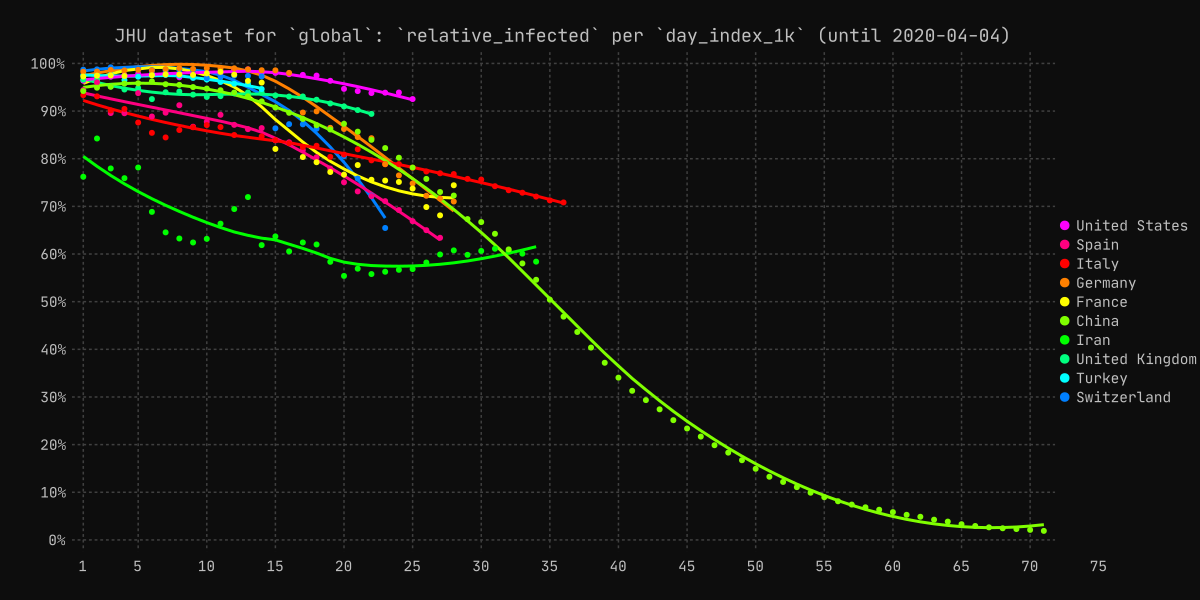 JHU dataset for `global`: `relative_infected` per `day_index_1k` (until 2020-04-04)
100%
90%
80%
70%
60%
50%
40%
30%
20%
10%
0%
1 5 10 15 20 25 30 35 40 45 50 55 60 65 70 75
United States
Spain
Italy
Germany
France
China
Iran
United Kingdom
Turkey
Switzerland